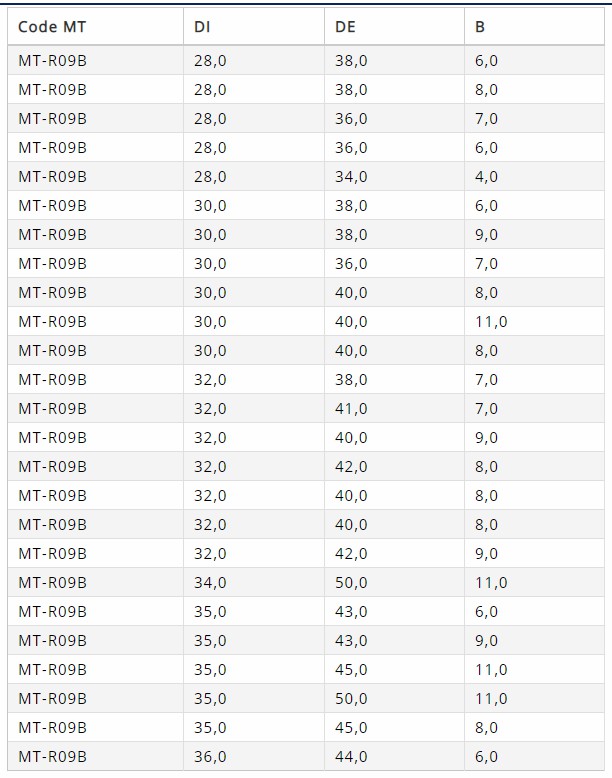 Code MT DI DE B
MT-R09B 28,0 38,0 6,0
MT-R09B 28,0 38,0 8,0
MT-R09B 28,0 36,0 7,0
MT-R09B 28,0 36,0 6,0
MT-R09B 28,0 34,0 4,0
MT-R09B 30,0 38,0 6,0
MT-R09B 30,0 38,0 9,0
MT-R09B 30,0 36,0 7,0
MT-R09B 30,0 40,0 8,0
MT-R09B 30,0 40,0 11,0
MT-R09B 30,0 40,0 8,0
MT-R09B 32,0 38,0 7,0
MT-R09B 32,0 41,0 7,0
MT-R09B 32,0 40,0 9,0
MT-R09B 32,0 42,0 8,0
MT-R09B 32,0 40,0 8,0
MT-R09B 32,0 40,0 8,0
MT-R09B 32,0 42,0 9,0
MT-R09B 34,0 50,0 11,0
MT-R09B 35,0 43,0 6,0
MT-R09B 35,0 43,0 9,0
MT-R09B 35,0 45,0 11,0
MT-R09B 35,0 50,0 11,0
MT-R09B 35,0 45,0 8,0
MT-R09B 36,0 44,0 6,0